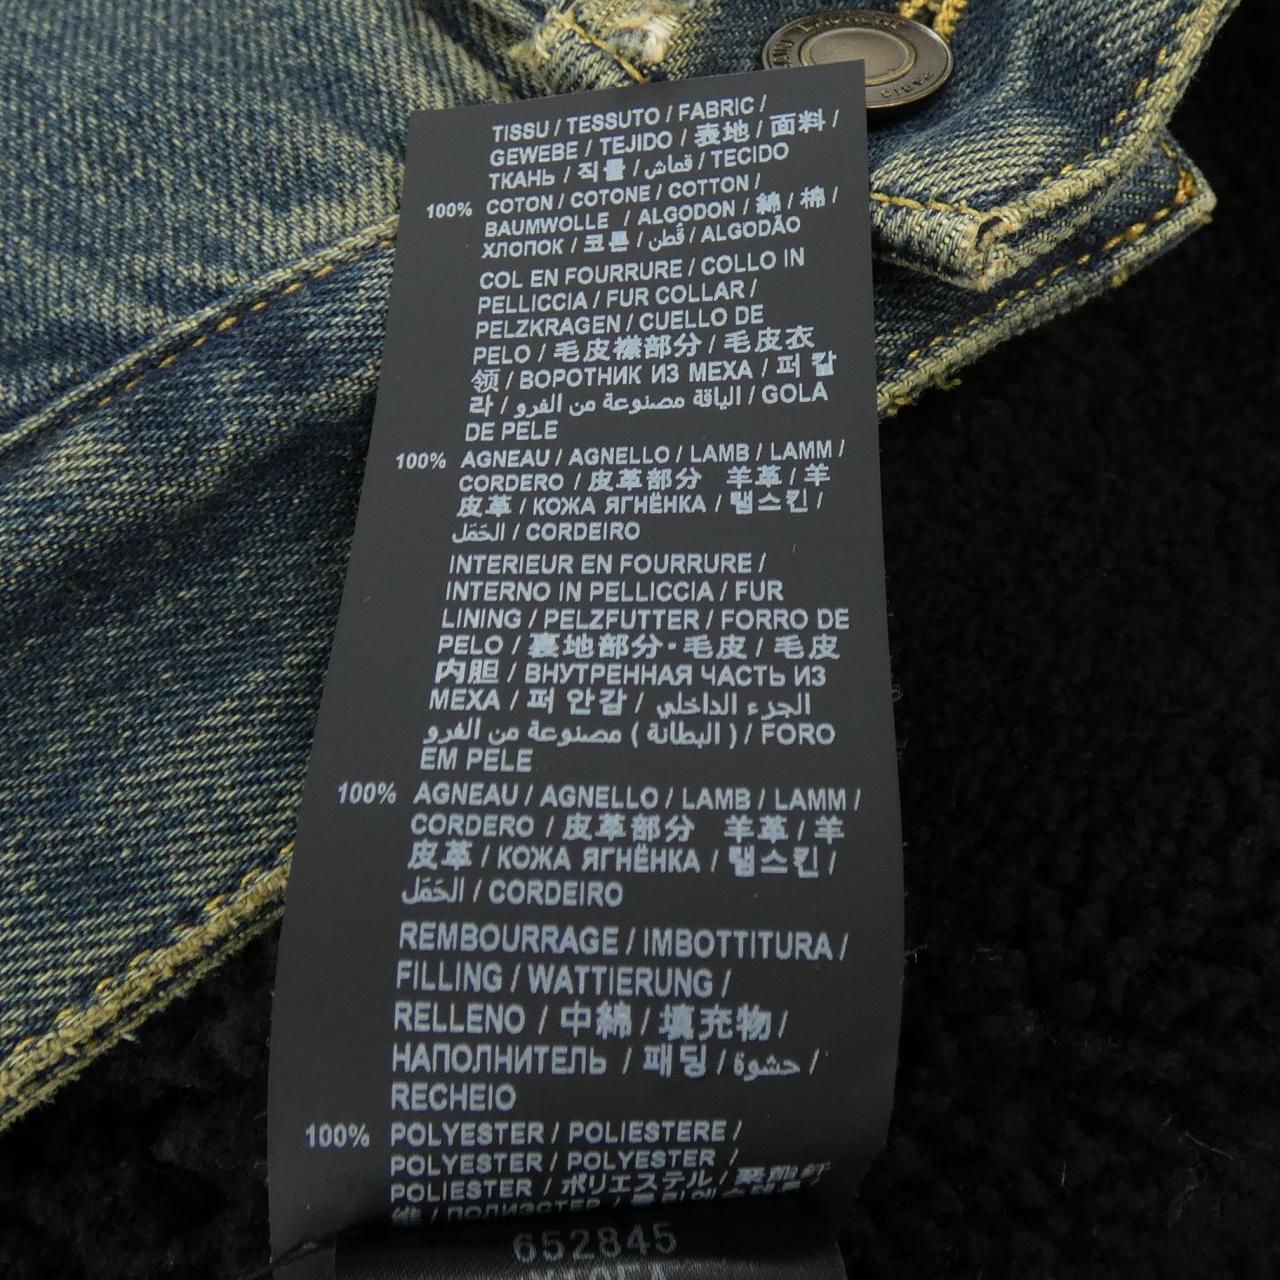 TISSU / TESSUTO / FABRIC /
GEWEBE / TEJIDO / 表地 / 面料 /
ТКАНЬ / 직물 / قماش / TECIDO
100% COTON / COTONE / COTTON /
BAUMWOLLE / ALGODON / 綿 / 棉 /
ХЛОПОК / 코튼 / قُطن / ALGODÃO
COL EN FOURRURE / COLLO IN
PELLICCIA / FUR COLLAR /
PELZKRAGEN / CUELLO DE
PELO / 毛皮襟部分 / 毛皮衣
领 / ВОРОТНИК ИЗ МЕХА / 퍼 칼
라 / الياقة مصنوعة من الفرو / GOLA
DE PELE
100% AGNEAU / AGNELLO / LAMB / LAMM /
CORDERO / 皮革部分 羊革 / 羊
皮革 / КОЖА ЯГНЁНКА / 램스킨 /
الحَمَل / CORDEIRO
INTERIEUR EN FOURRURE /
INTERNO IN PELLICCIA / FUR
LINING / PELZFUTTER / FORRO DE
PELO / 裏地部分・毛皮 / 毛皮
内胆 / ВНУТРЕННАЯ ЧАСТЬ ИЗ
МЕХА / 퍼 안감 / الجزء الداخلي
( البطانة ) مصنوعة من الفرو / FORO
EM PELE
100% AGNEAU / AGNELLO / LAMB / LAMM /
CORDERO / 皮革部分 羊革 / 羊
皮革 / КОЖА ЯГНЁНКА / 램스킨 /
الحَمَل / CORDEIRO
REMBOURRAGE / IMBOTTITURA /
FILLING / WATTIERUNG /
RELLENO / 中綿 / 填充物 /
НАПОЛНИТЕЛЬ / 패딩 / حشوة /
RECHEIO
100% POLYESTER / POLIESTERE /
POLYESTER / POLYESTER /
POLIESTER / ポリエステル / 聚酯纤
维 / ПОЛИЭСТЕР /
652845